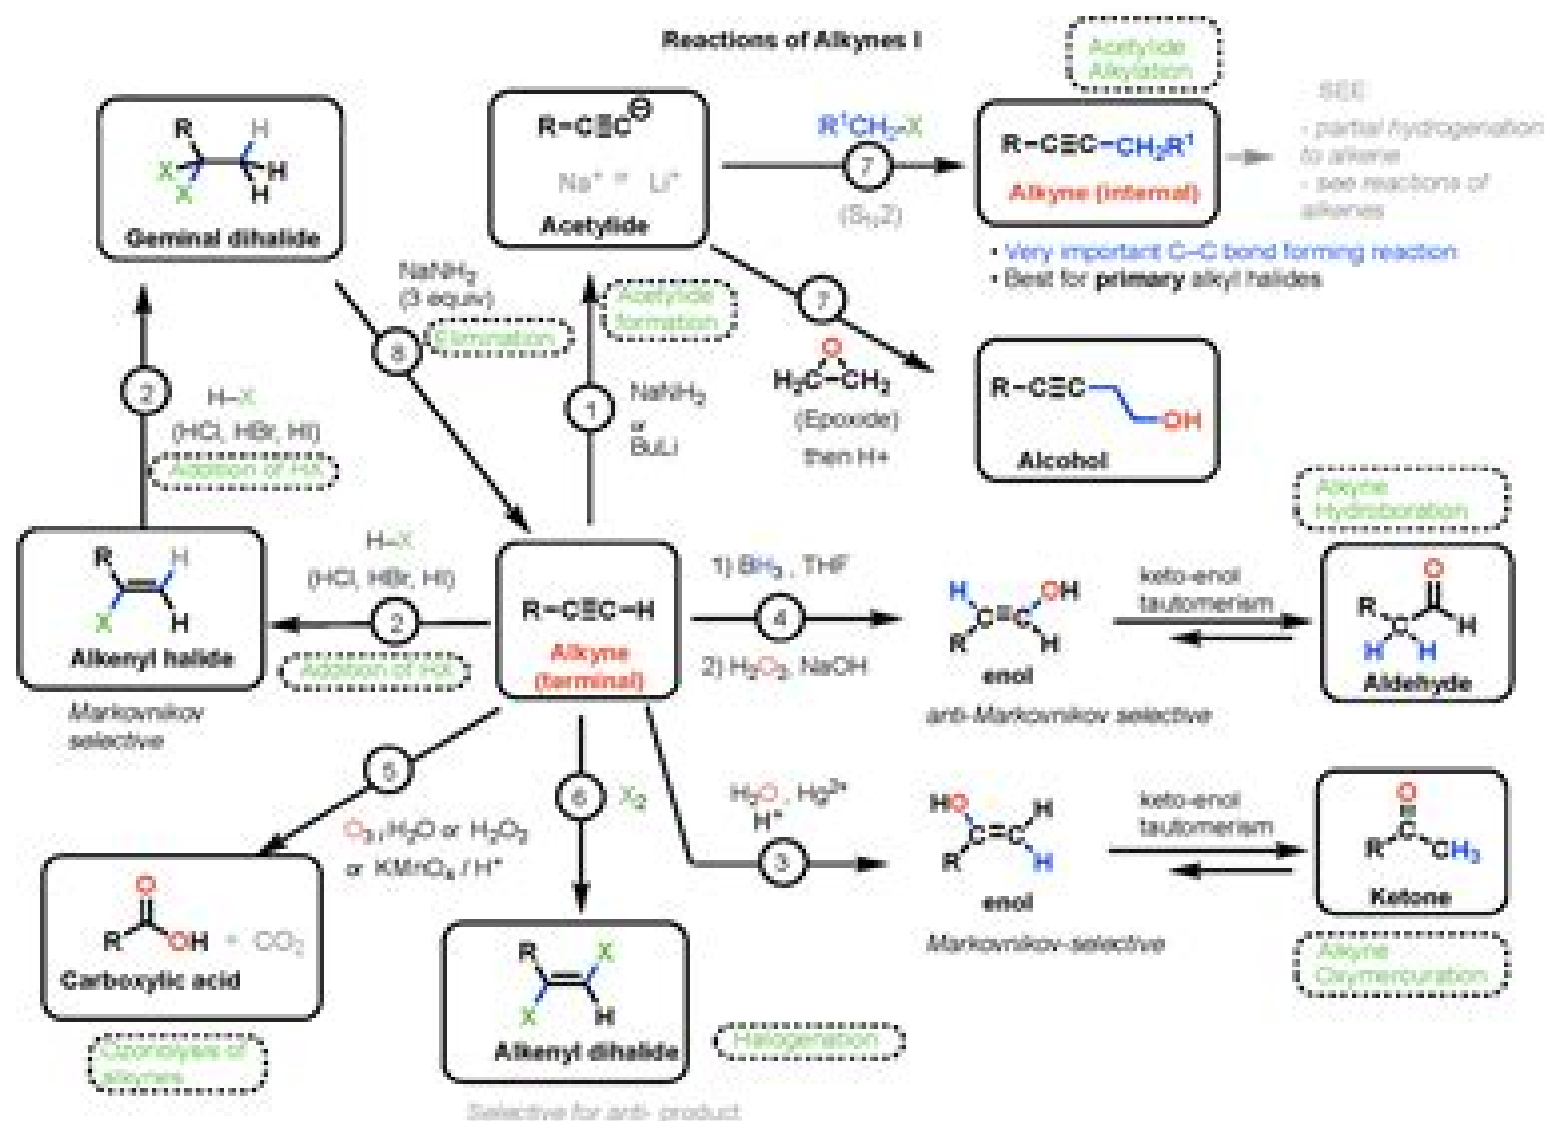 Reactions of Alkynes I
Acetylide
Alkylation
R
H
X
X
H
H
Geminal dihalide
R–C≡C⊖
Na⁺ = Li⁺
Acetylide
R¹CH₂-X
7
(Sₙ2)
R–C≡C–CH₂R¹
Alkyne (internal)
- SEE
- partial hydrogenation
to alkene
- see reactions of
alkenes
• Very important C–C bond forming reaction
• Best for primary alkyl halides
NaNH₂
(3 equiv)
Elimination
8
Acetylide
formation
1
NaNH₂
or
BuLi
7
O
H₂C–CH₂
(Epoxide)
then H+
R–C≡C
OH
Alcohol
2
H–X
(HCl, HBr, HI)
Addition of HX
R
H
X
H
Alkenyl halide
Markovnikov
selective
H–X
(HCl, HBr, HI)
2
Addition of HX
R–C≡C–H
Alkyne
(terminal)
1) BH₃ , THF
4
2) H₂O₂, NaOH
H
OH
C=C
R
H
enol
anti-Markovnikov selective
keto-enol
tautomerism
Alkyne
Hydroboration
O
R
C
H
H H
Aldehyde
5
O₃ , H₂O or H₂O₂
or KMnO₄ / H⁺
O
R
OH + CO₂
Carboxylic acid
Ozonolysis of
alkynes
6
X₂
R
X
X
H
Alkenyl dihalide
Halogenation
Selective for anti- product
H₂O , Hg²⁺
H⁺
3
HO
H
C=C
R
H
enol
Markovnikov-selective
keto-enol
tautomerism
O
C
R
CH₃
Ketone
Alkyne
Oxymercuration